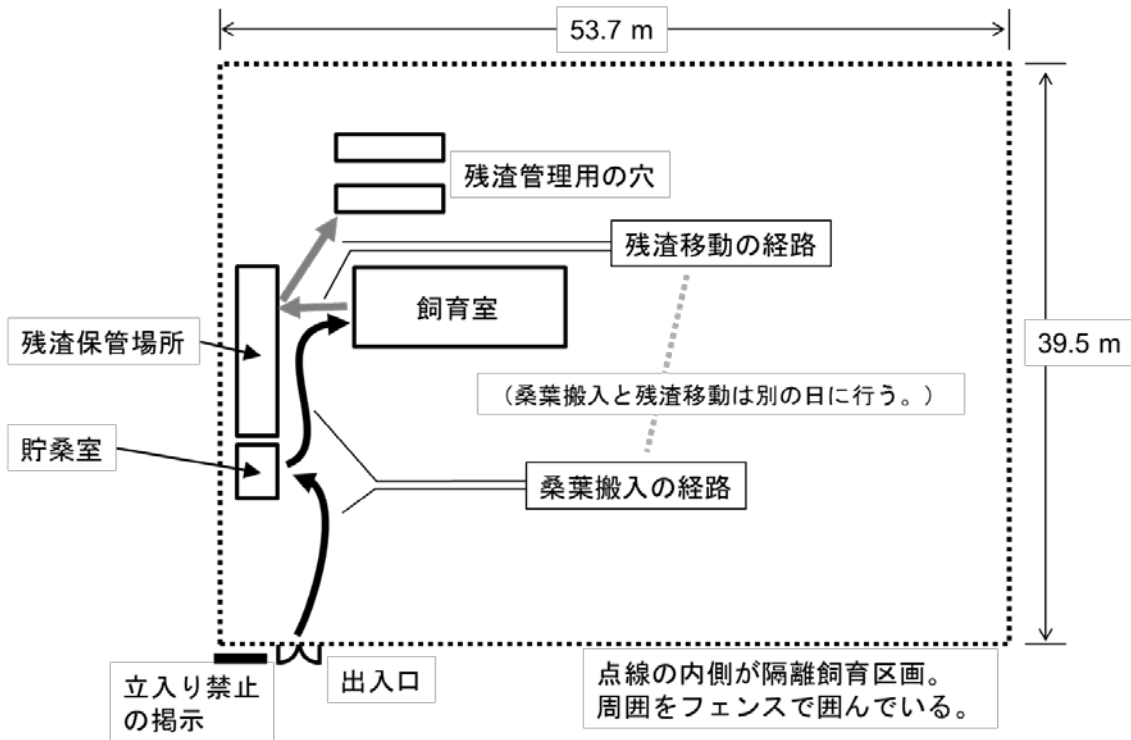 53.7 m
残渣管理用の穴
残渣移動の経路
飼育室
残渣保管場所
39.5 m
（桑葉搬入と残渣移動は別の日に行う。）
貯桑室
桑葉搬入の経路
立入り禁止
の掲示
出入口
点線の内側が隔離飼育区画。
周囲をフェンスで囲んでいる。